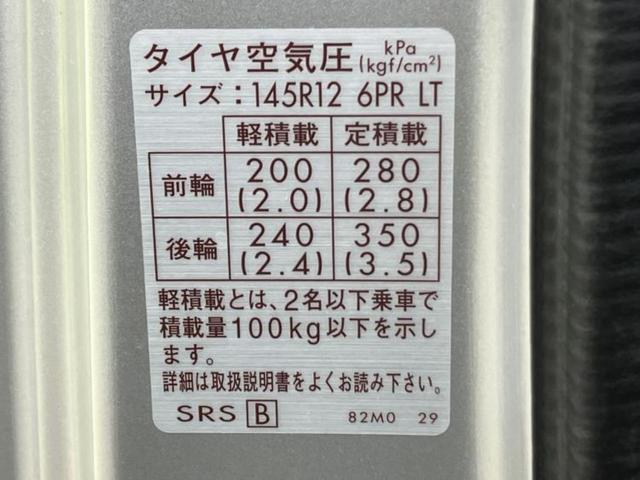 タイヤ空気圧 kPa (kgf/cm²)
サイズ：145R12 6PR LT
軽積載 定積載
前輪 200 (2.0) 280 (2.8)
後輪 240 (2.4) 350 (3.5)
軽積載とは、2名以下乗車で
積載量100kg以下を示し
ます。
詳細は取扱説明書をよくお読み下さい。
SRS B 82M0 29